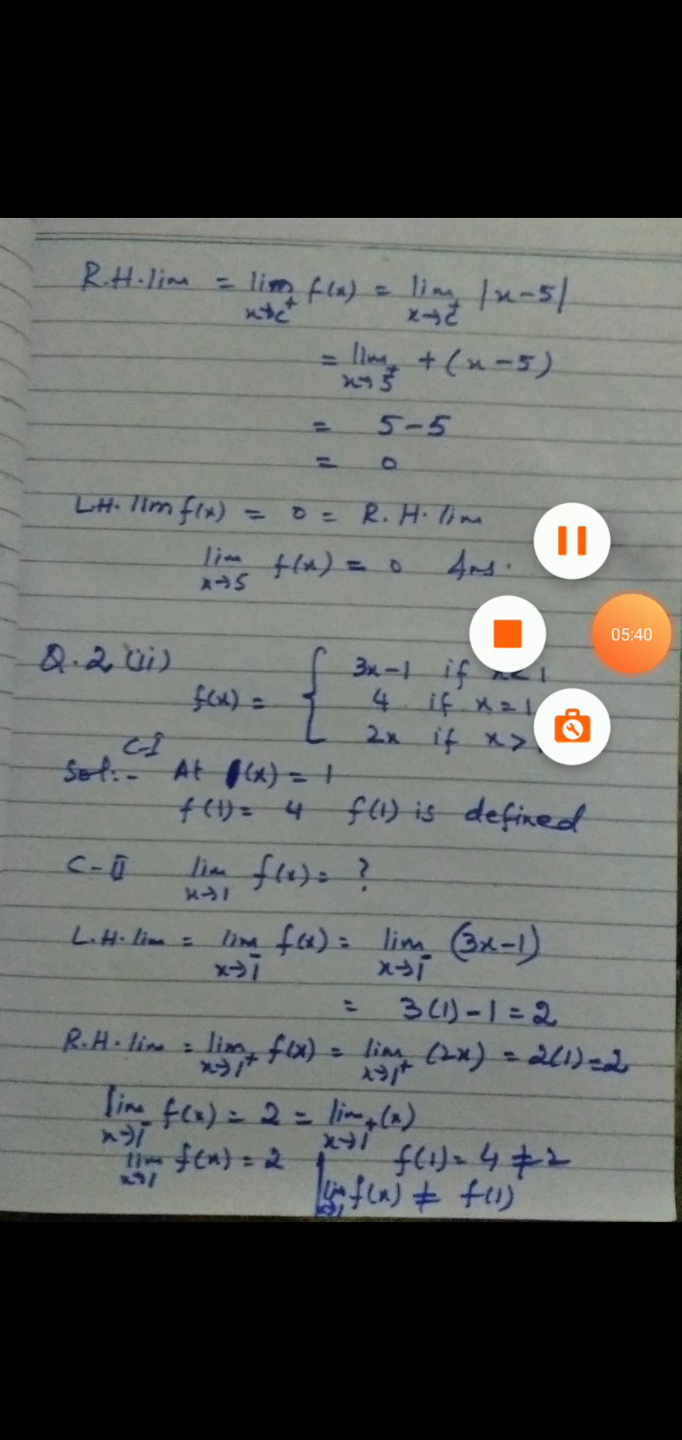 R.H.lim = lim x→c⁺ f(x) = lim x→c⁺ |x-5|
= lim x→5⁺ +(x-5)
= 5-5
= 0
L.H. lim f(x) = 0 = R.H. lim
lim x→5 f(x) = 0 Ans.
05:40
Q.2 (ii)
f(x) = { 3x-1 if x< 1
4 if x = 1
2x if x >
C-I
Sol:- At f(x) = 1
f(1) = 4 f(1) is defined
C-II lim x→1 f(x) = ?
L.H. lim = lim x→1⁻ f(x) = lim x→1⁻ (3x-1)
= 3(1)-1 = 2
R.H. lim = lim x→1⁺ f(x) = lim x→1⁺ (2x) = 2(1)=2
lim x→1⁻ f(x) = 2 = lim x→1⁺ (x)
lim x→1 f(x) = 2 f(1) = 4 ≠ 2
lim x→1 f(x) ≠ f(1)